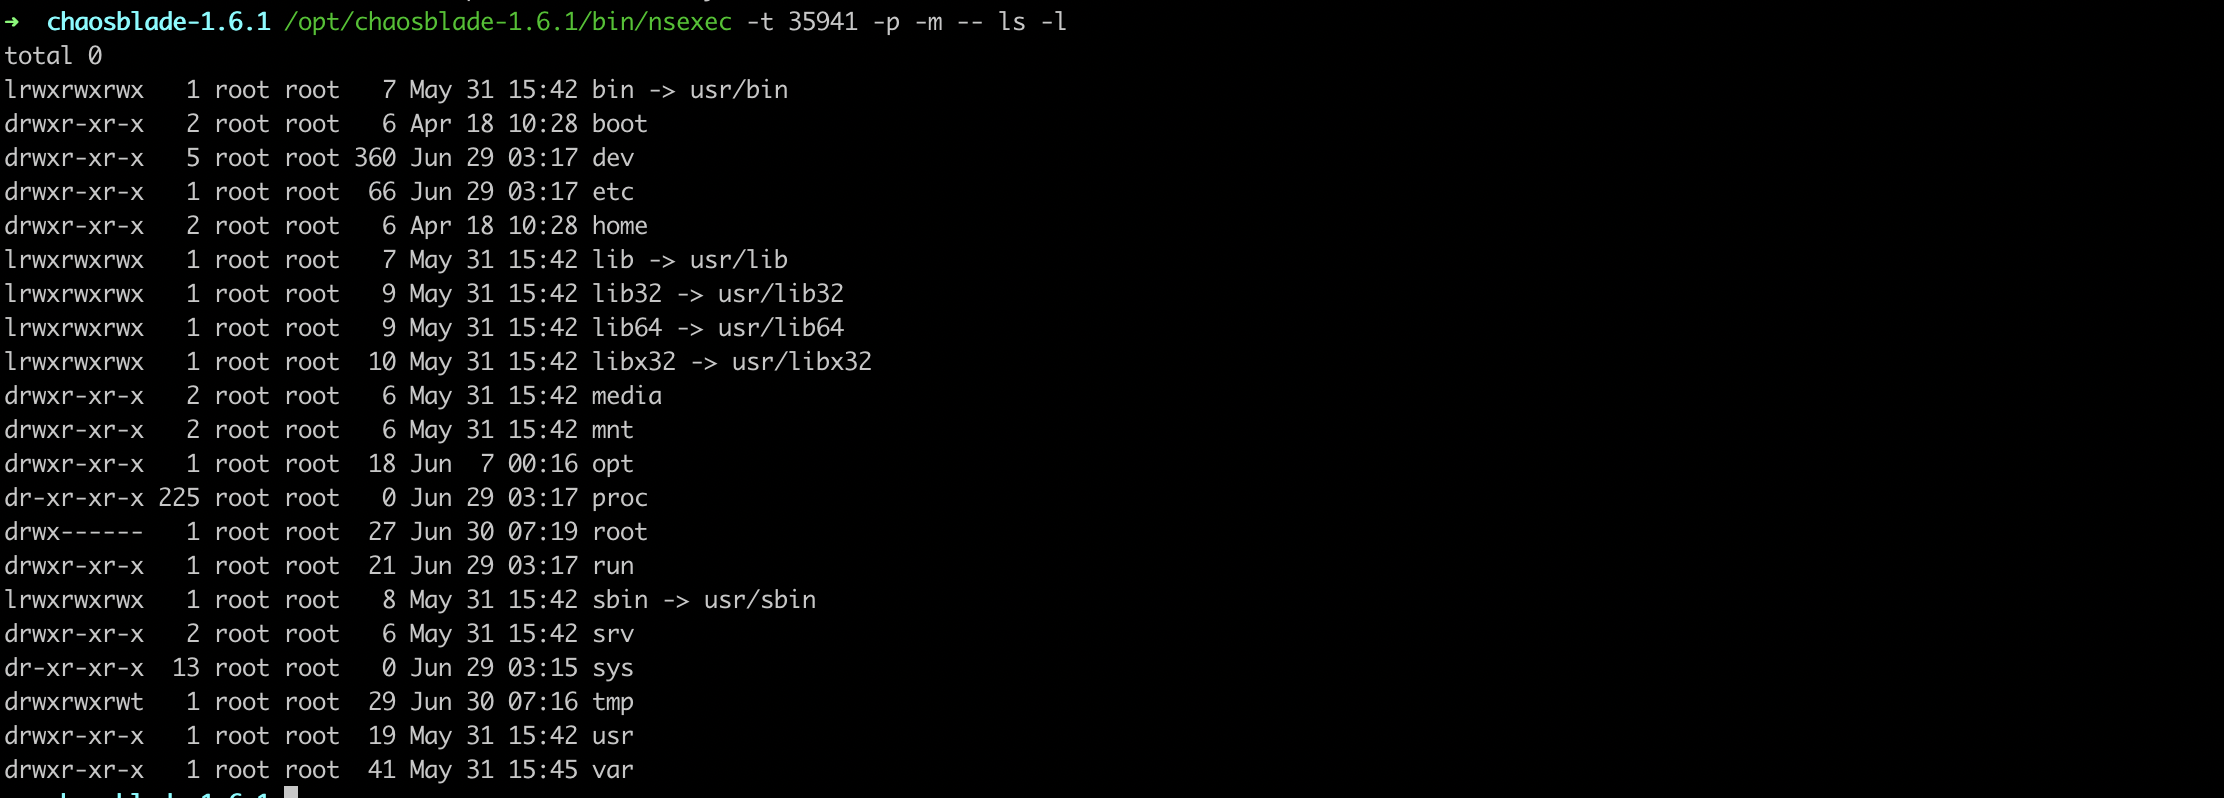 ➜  chaosblade-1.6.1 /opt/chaosblade-1.6.1/bin/nsexec -t 35941 -p -m -- ls -l
total 0
lrwxrwxrwx   1 root root   7 May 31 15:42 bin -> usr/bin
drwxr-xr-x   2 root root   6 Apr 18 10:28 boot
drwxr-xr-x   5 root root 360 Jun 29 03:17 dev
drwxr-xr-x   1 root root  66 Jun 29 03:17 etc
drwxr-xr-x   2 root root   6 Apr 18 10:28 home
lrwxrwxrwx   1 root root   7 May 31 15:42 lib -> usr/lib
lrwxrwxrwx   1 root root   9 May 31 15:42 lib32 -> usr/lib32
lrwxrwxrwx   1 root root   9 May 31 15:42 lib64 -> usr/lib64
lrwxrwxrwx   1 root root  10 May 31 15:42 libx32 -> usr/libx32
drwxr-xr-x   2 root root   6 May 31 15:42 media
drwxr-xr-x   2 root root   6 May 31 15:42 mnt
drwxr-xr-x   1 root root  18 Jun  7 00:16 opt
dr-xr-xr-x 225 root root   0 Jun 29 03:17 proc
drwx------   1 root root  27 Jun 30 07:19 root
drwxr-xr-x   1 root root  21 Jun 29 03:17 run
lrwxrwxrwx   1 root root   8 May 31 15:42 sbin -> usr/sbin
drwxr-xr-x   2 root root   6 May 31 15:42 srv
dr-xr-xr-x  13 root root   0 Jun 29 03:15 sys
drwxrwxrwt   1 root root  29 Jun 30 07:16 tmp
drwxr-xr-x   1 root root  19 May 31 15:42 usr
drwxr-xr-x   1 root root  41 May 31 15:45 var
chaosblade-1.6.1